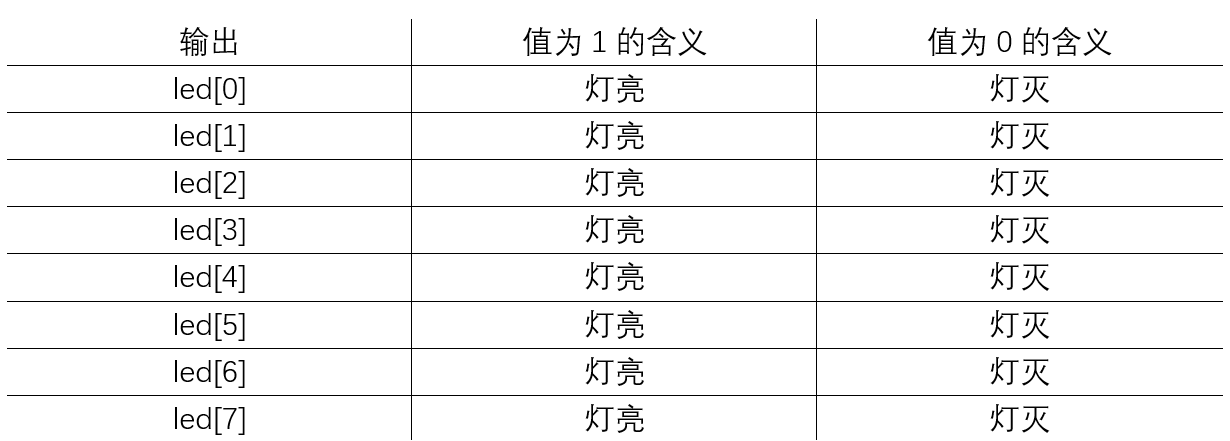 输出 值为 1 的含义 值为 0 的含义
led[0] 灯亮 灯灭
led[1] 灯亮 灯灭
led[2] 灯亮 灯灭
led[3] 灯亮 灯灭
led[4] 灯亮 灯灭
led[5] 灯亮 灯灭
led[6] 灯亮 灯灭
led[7] 灯亮 灯灭